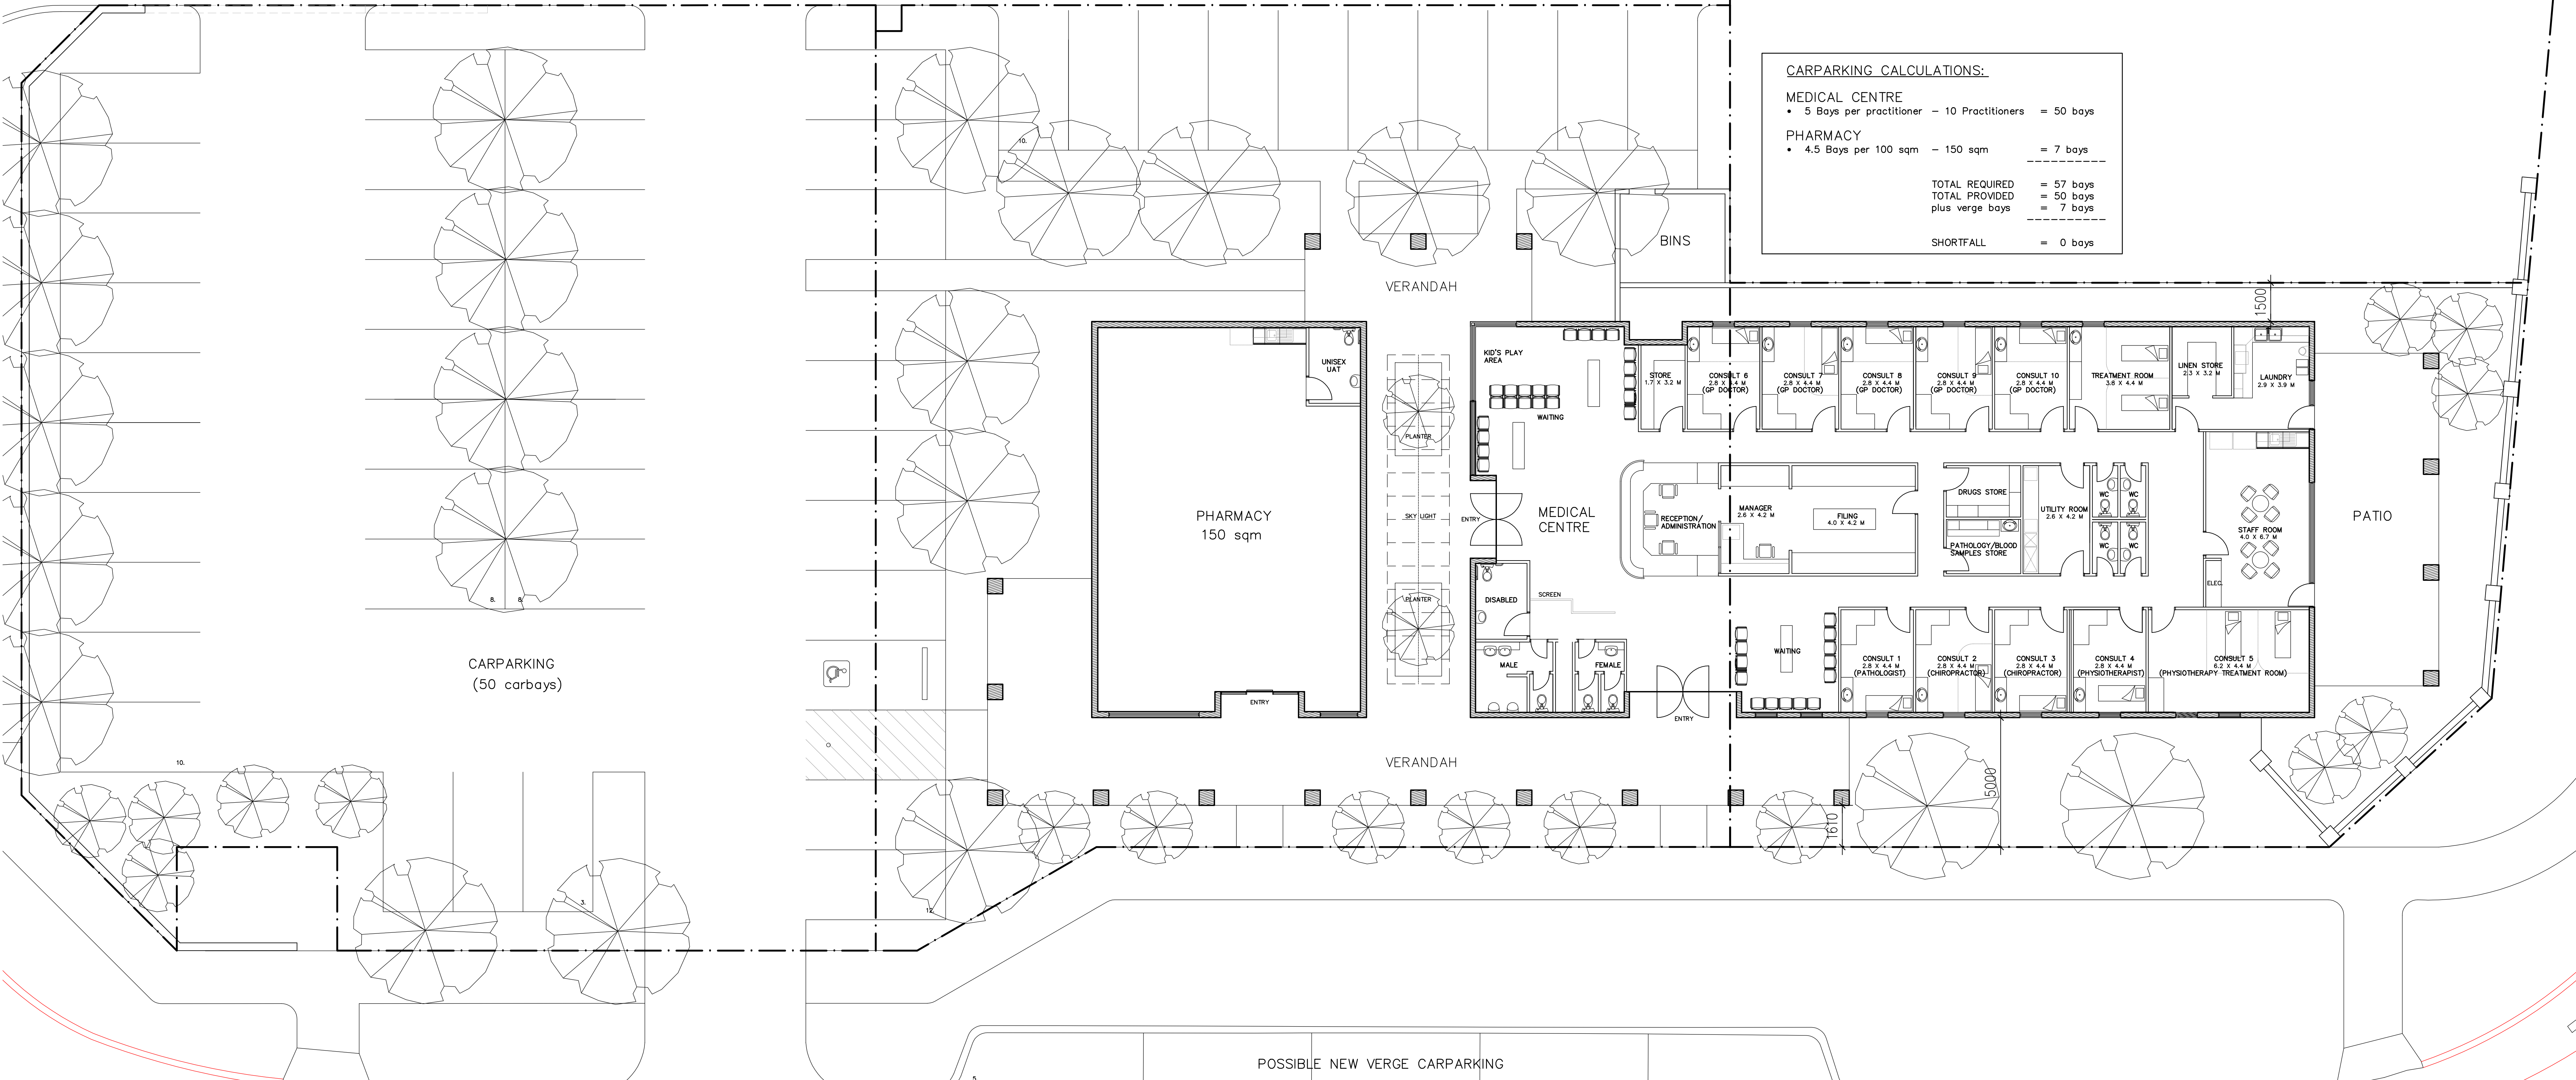 CARPARKING CALCULATIONS:
MEDICAL CENTRE
• 5 Bays per practitioner – 10 Practitioners = 50 bays
PHARMACY
• 4.5 Bays per 100 sqm – 150 sqm = 7 bays
TOTAL REQUIRED = 57 bays
TOTAL PROVIDED = 50 bays
plus verge bays = 7 bays
SHORTFALL = 0 bays
10.
BINS
VERANDAH
1500
UNISEX
UAT
KID'S PLAY
AREA
WAITING
STORE
1.7 X 3.2 M
CONSULT 6
2.8 X 4.4 M
(GP DOCTOR)
CONSULT 7
2.8 X 4.4 M
(GP DOCTOR)
CONSULT 8
2.8 X 4.4 M
(GP DOCTOR)
CONSULT 9
2.8 X 4.4 M
(GP DOCTOR)
CONSULT 10
2.8 X 4.4 M
(GP DOCTOR)
TREATMENT ROOM
3.8 X 4.4 M
LINEN STORE
2.3 X 3.2 M
LAUNDRY
2.9 X 3.9 M
PLANTER
SKY LIGHT
PLANTER
PHARMACY
150 sqm
ENTRY
ENTRY
MEDICAL
CENTRE
RECEPTION/
ADMINISTRATION
MANAGER
2.6 X 4.2 M
FILING
4.0 X 4.2 M
DRUGS STORE
PATHOLOGY/BLOOD
SAMPLES STORE
UTILITY ROOM
2.6 X 4.2 M
WC
WC
WC
WC
STAFF ROOM
4.0 X 6.7 M
ELEC.
PATIO
DISABLED
SCREEN
MALE
FEMALE
ENTRY
WAITING
CONSULT 1
2.8 X 4.4 M
(PATHOLOGIST)
CONSULT 2
2.8 X 4.4 M
(CHIROPRACTOR)
CONSULT 3
2.8 X 4.4 M
(CHIROPRACTOR)
CONSULT 4
2.8 X 4.4 M
(PHYSIOTHERAPIST)
CONSULT 5
6.2 X 4.4 M
(PHYSIOTHERAPY TREATMENT ROOM)
8.
8.
CARPARKING
(50 carbays)
10.
VERANDAH
1610
5000
3.
12.
POSSIBLE NEW VERGE CARPARKING
5.